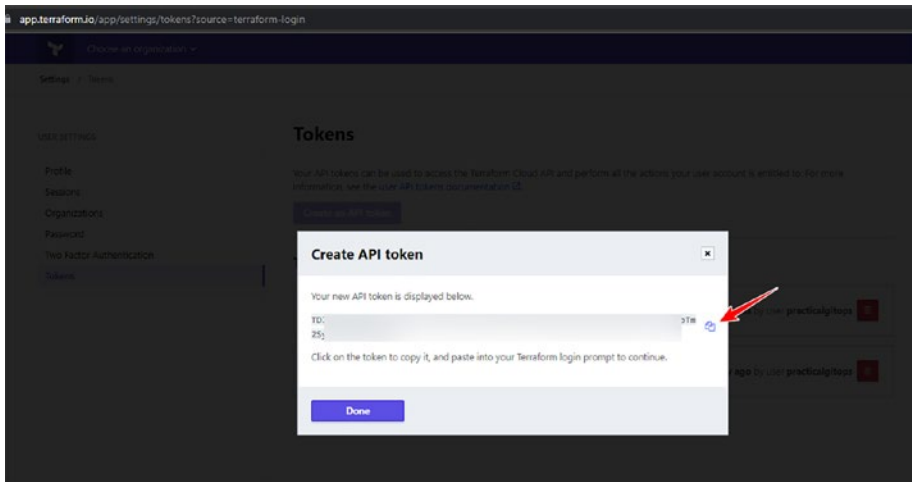 app.terraform.io/app/settings/tokens?source=terraform-login
Choose an organization
Settings / Tokens
USER SETTINGS
Profile
Sessions
Organizations
Password
Two Factor Authentication
Tokens
Tokens
Your API tokens can be used to access the Terraform Cloud API and perform all the actions your user account is entitled to. For more
information, see the user API tokens documentation
Create an API token
Create API token
Your new API token is displayed below.
Click on the token to copy it, and paste into your Terraform login prompt to continue.
Done
by user practicalgitops
ago by user practicalgitops